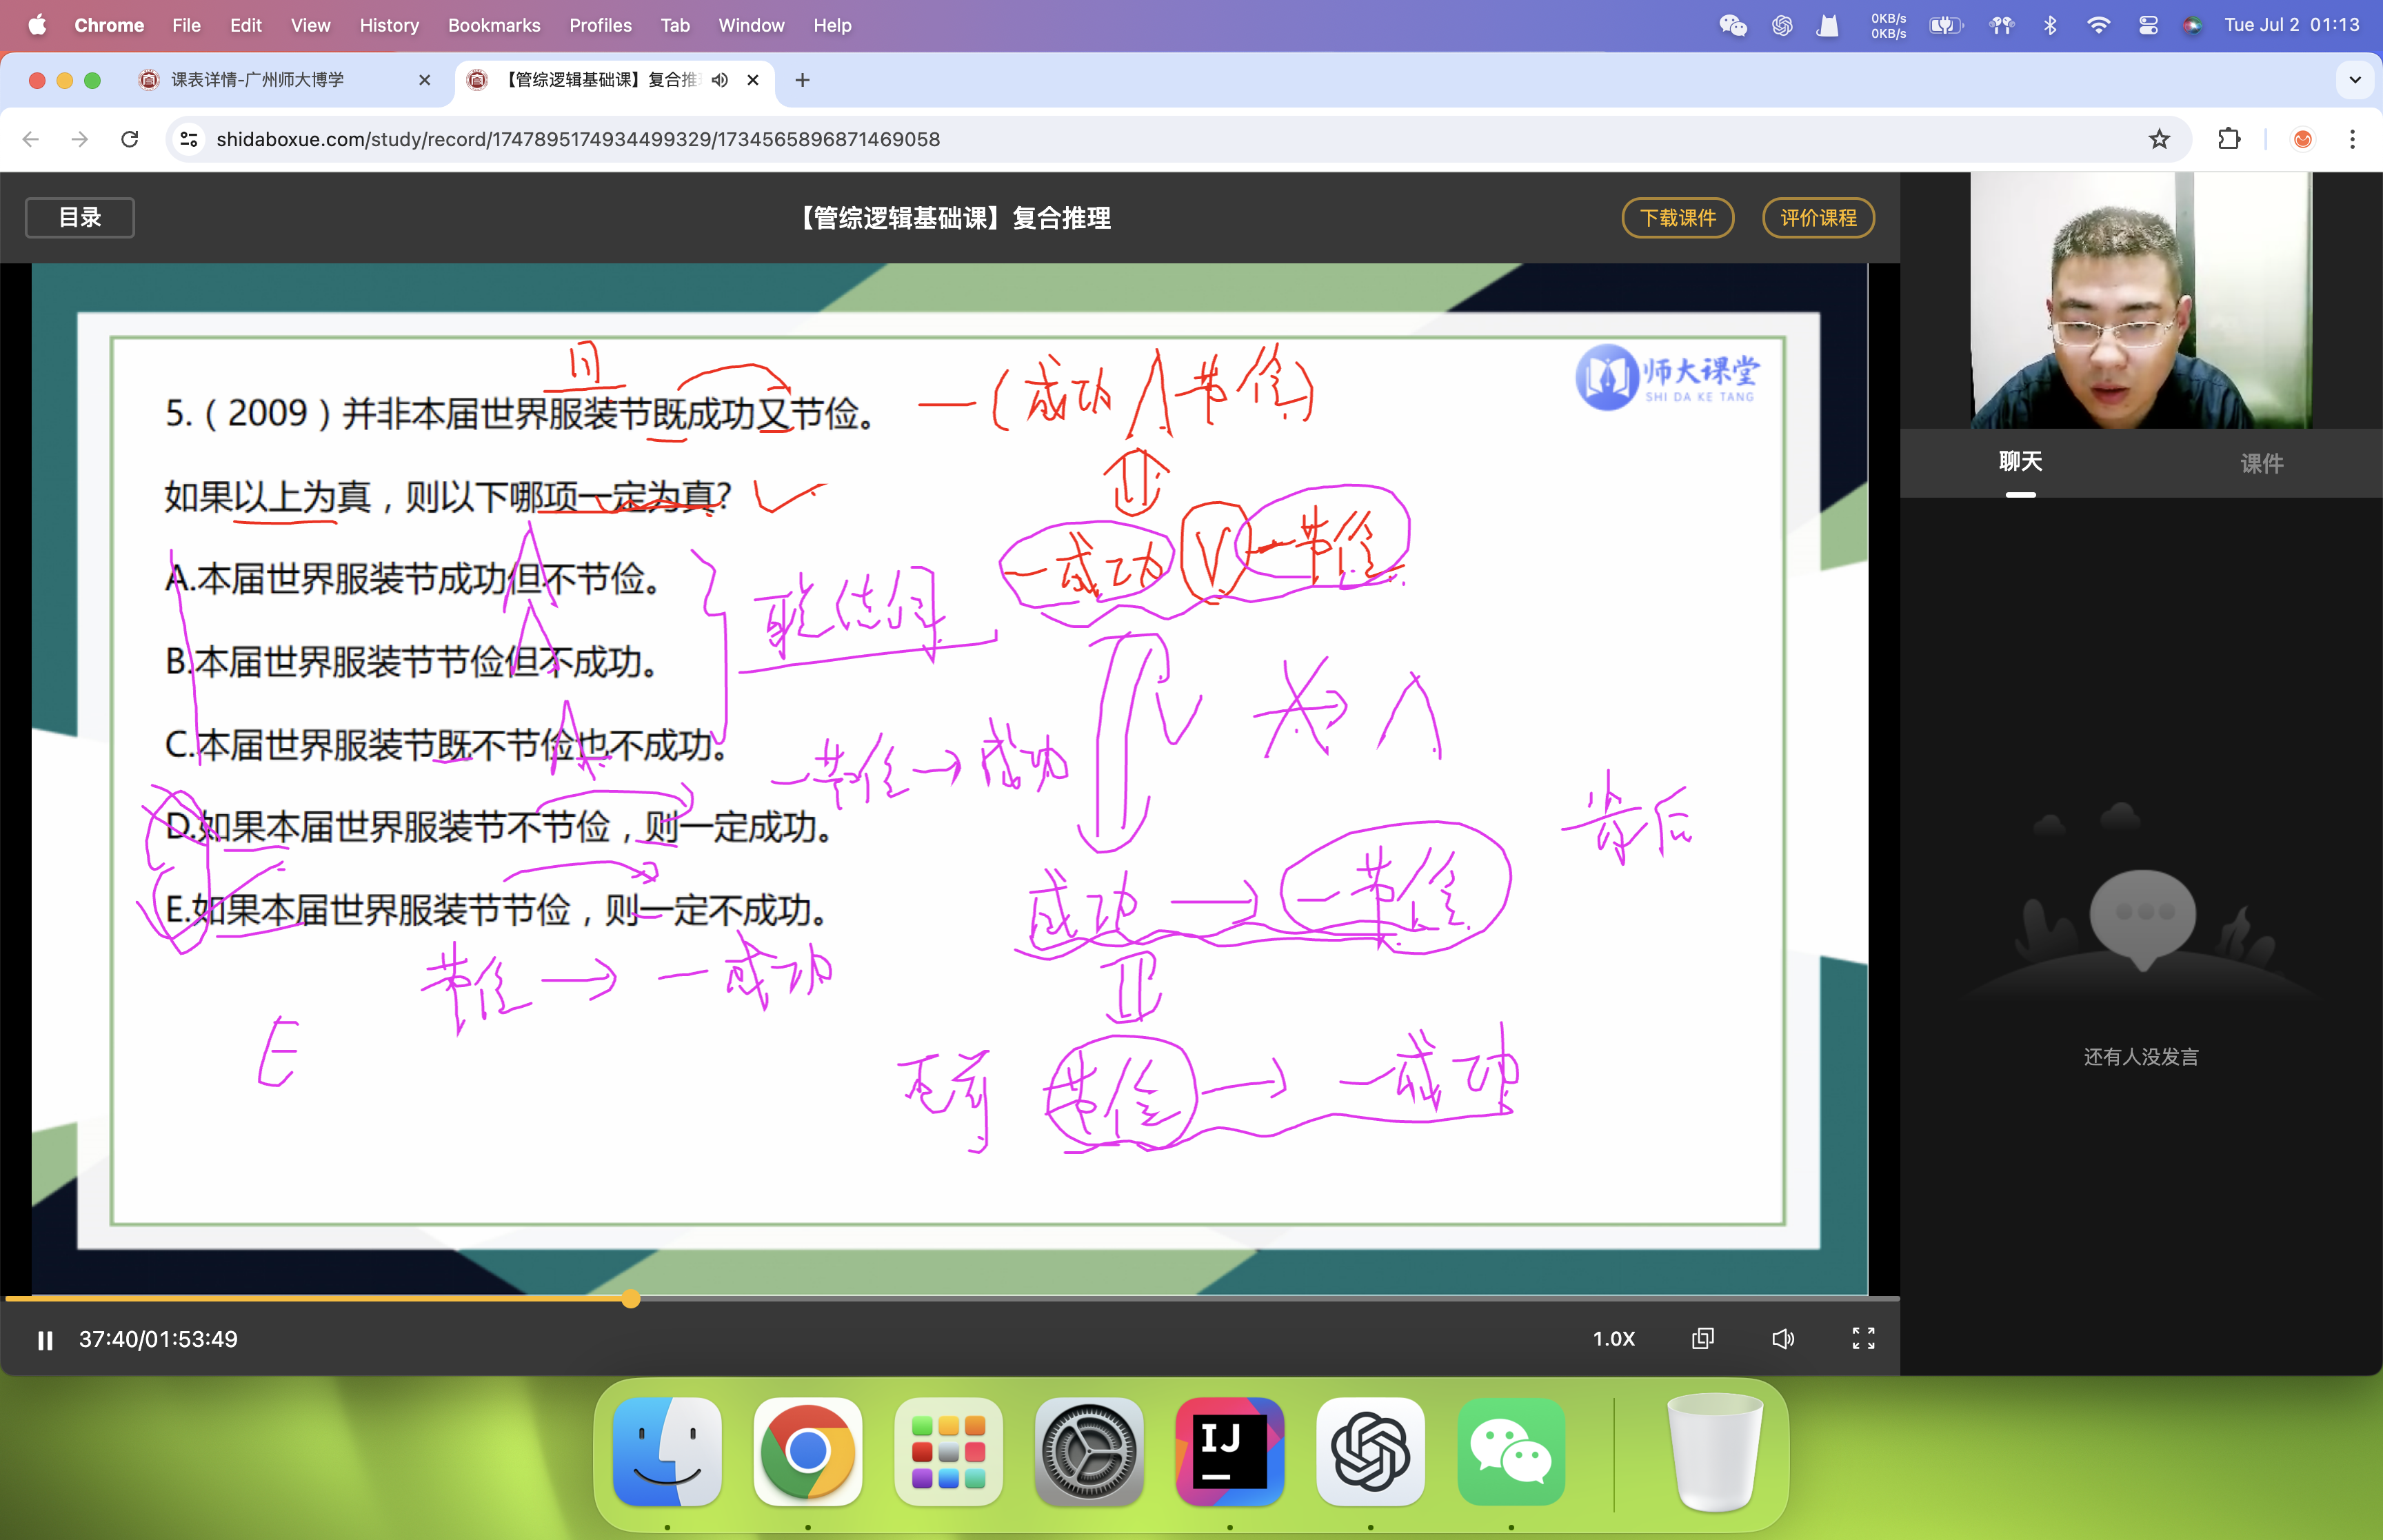 Chrome File Edit View History Bookmarks Profiles Tab Window Help
0KB/s
0KB/s
Tue Jul 2 01:13
课表详情-广州师大博学
【管综逻辑基础课】复合推
shidaboxue.com/study/record/1747895174934499329/1734565896871469058
目录
【管综逻辑基础课】复合推理
下载课件
评价课程
师大课堂
SHI DA KE TANG
5.（2009）并非本届世界服装节既成功又节俭。
¬(成功∧节俭)
如果以上为真，则以下哪项一定为真?
¬成功 ∨ ¬节俭
A.本届世界服装节成功但不节俭。
联结词
B.本届世界服装节节俭但不成功。
C.本届世界服装节既不节俭也不成功。
¬节俭→成功
D.如果本届世界服装节不节俭，则一定成功。
E.如果本届世界服装节节俭，则一定不成功。
成功→¬节俭
肯后
节俭→¬成功
E
否前
节俭→¬成功
聊天
课件
还有人没发言
37:40/01:53:49
1.0X
IJ